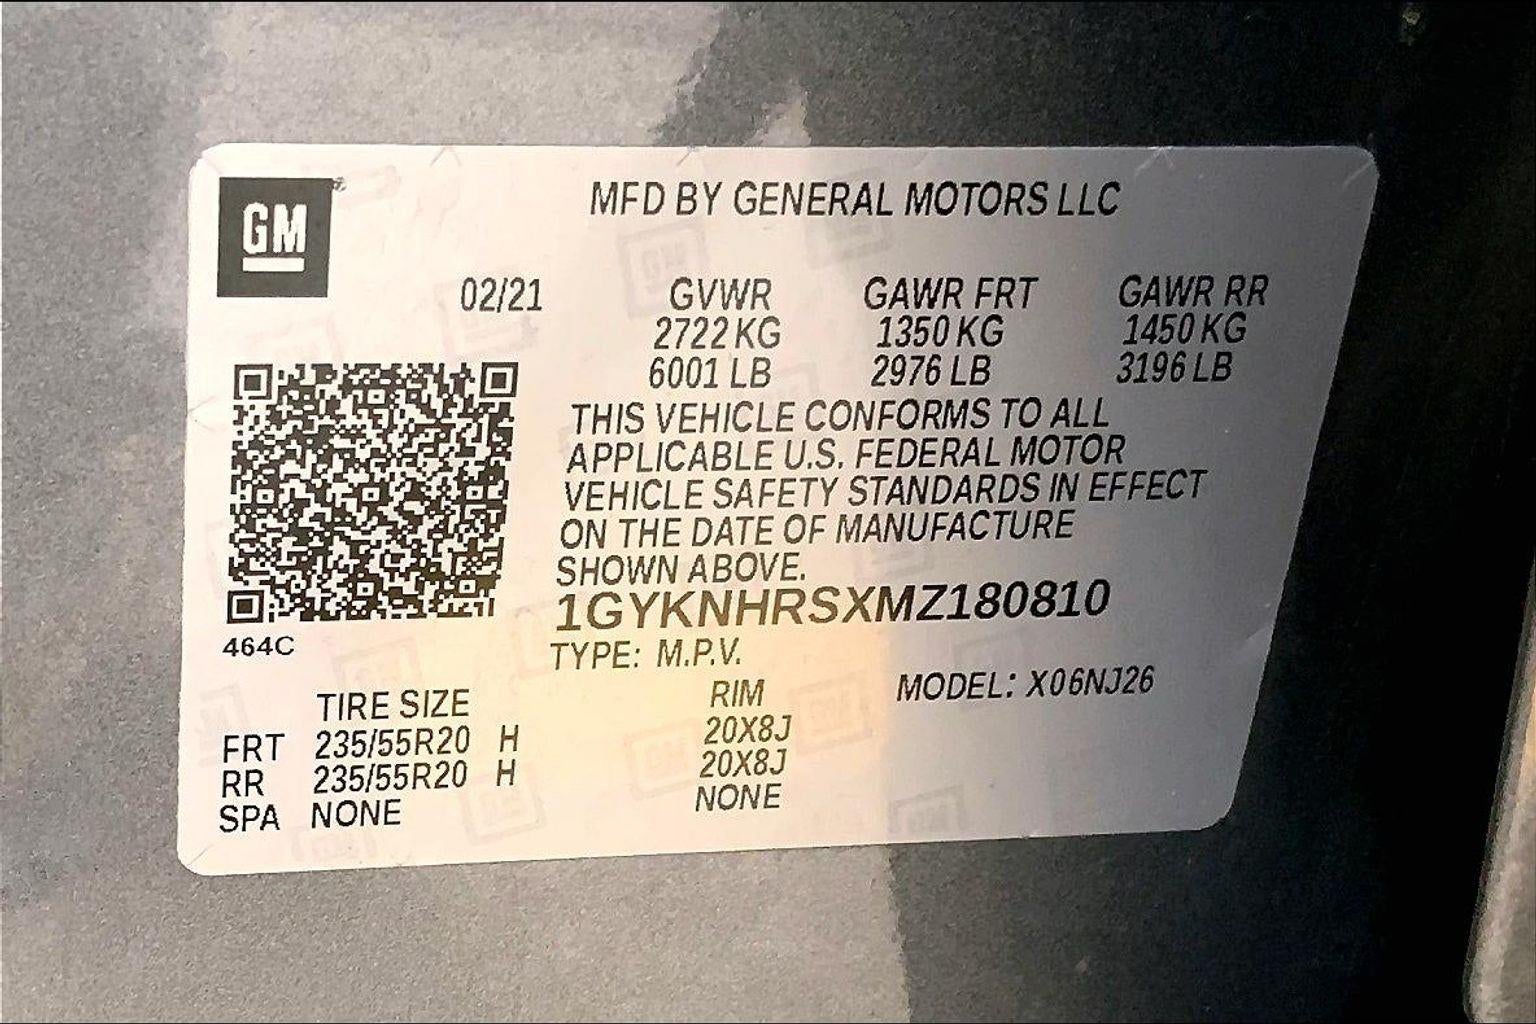 GM
MFD BY GENERAL MOTORS LLC
02/21 GVWR GAWR FRT GAWR RR
2722 KG 1350 KG 1450 KG
6001 LB 2976 LB 3196 LB
THIS VEHICLE CONFORMS TO ALL
APPLICABLE U.S. FEDERAL MOTOR
VEHICLE SAFETY STANDARDS IN EFFECT
ON THE DATE OF MANUFACTURE
SHOWN ABOVE.
1GYKNHRSXMZ180810
464C
TYPE: M.P.V.
MODEL: X06NJ26
TIRE SIZE RIM
FRT 235/55R20 H 20X8J
RR 235/55R20 H 20X8J
SPA NONE NONE